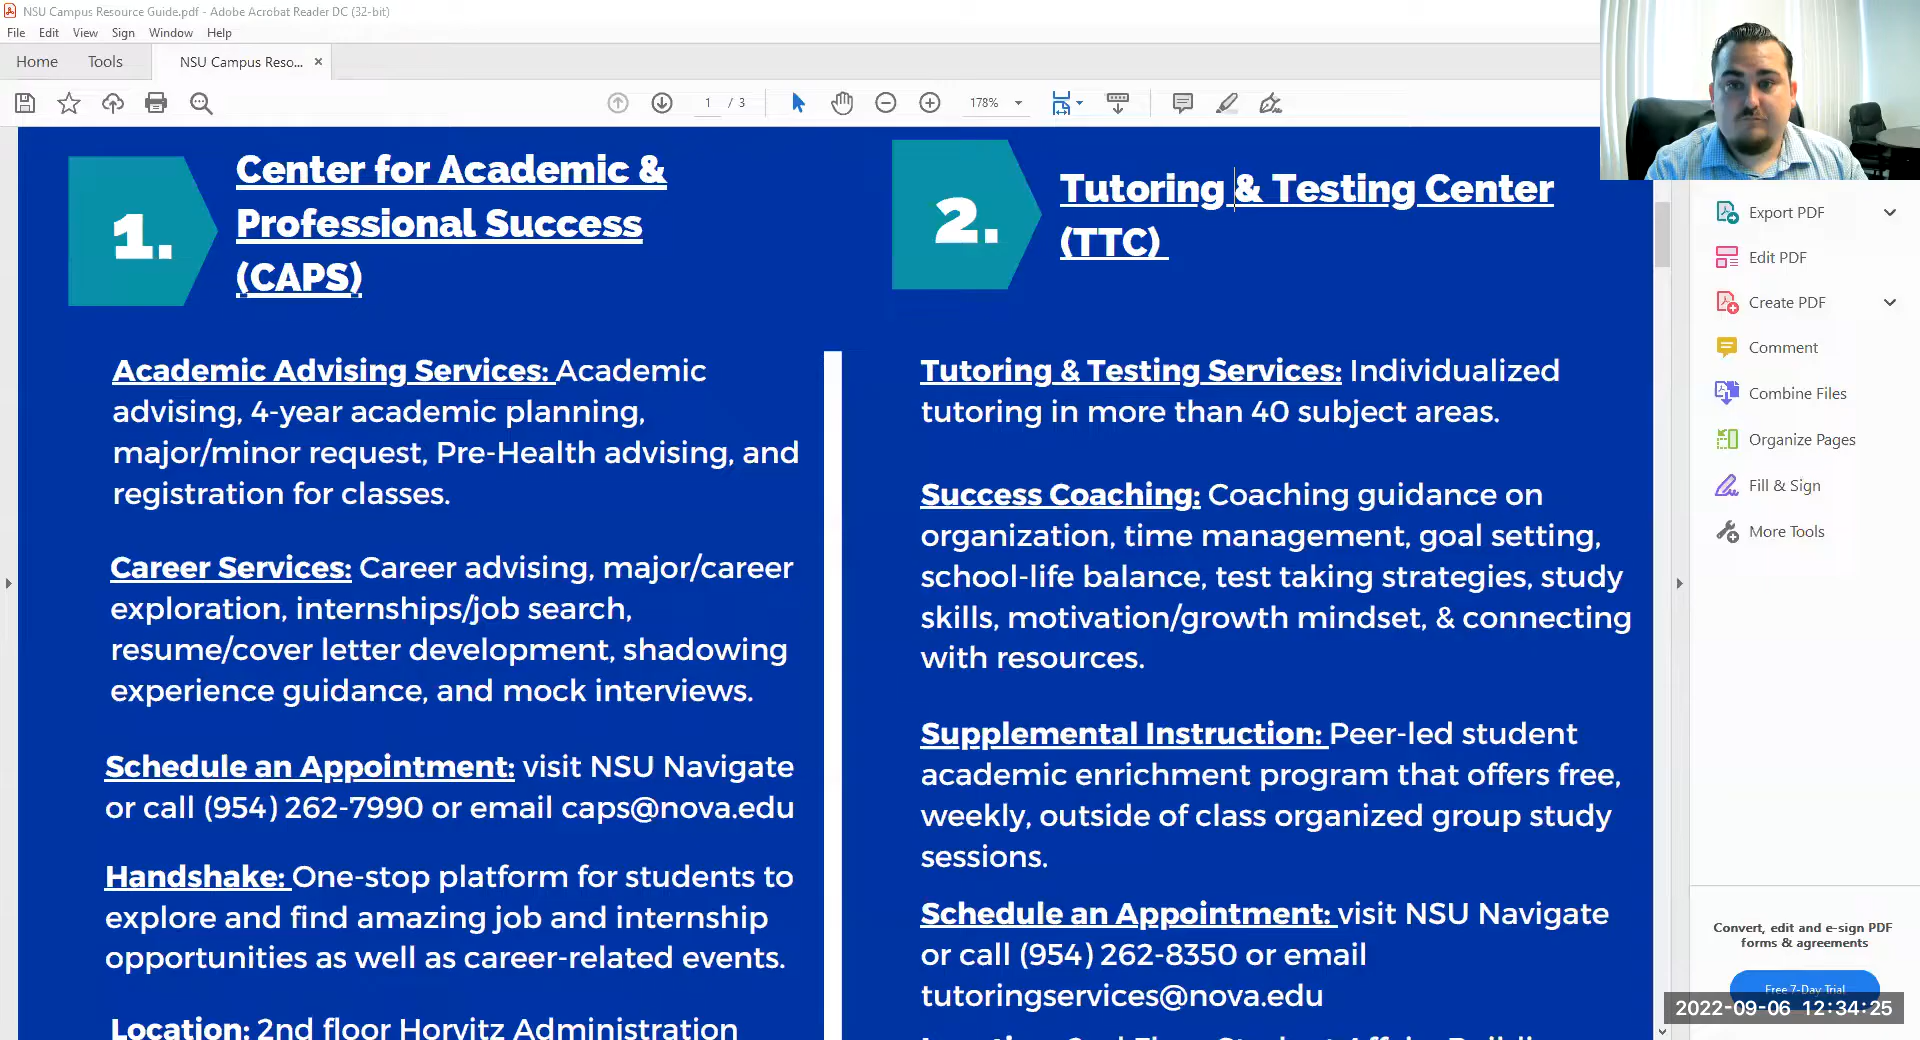 NSU Campus Resource Guide.pdf - Adobe Acrobat Reader DC (32-bit)
File Edit View Sign Window Help
Home Tools NSU Campus Reso... ×
1 / 3 178%
1. Center for Academic &
Professional Success
(CAPS)
Academic Advising Services: Academic
advising, 4-year academic planning,
major/minor request, Pre-Health advising, and
registration for classes.
Career Services: Career advising, major/career
exploration, internships/job search,
resume/cover letter development, shadowing
experience guidance, and mock interviews.
Schedule an Appointment: visit NSU Navigate
or call (954) 262-7990 or email caps@nova.edu
Handshake: One-stop platform for students to
explore and find amazing job and internship
opportunities as well as career-related events.
Location: 2nd floor Horvitz Administration
2. Tutoring & Testing Center
(TTC)
Tutoring & Testing Services: Individualized
tutoring in more than 40 subject areas.
Success Coaching: Coaching guidance on
organization, time management, goal setting,
school-life balance, test taking strategies, study
skills, motivation/growth mindset, & connecting
with resources.
Supplemental Instruction: Peer-led student
academic enrichment program that offers free,
weekly, outside of class organized group study
sessions.
Schedule an Appointment: visit NSU Navigate
or call (954) 262-8350 or email
tutoringservices@nova.edu
Export PDF
Edit PDF
Create PDF
Comment
Combine Files
Organize Pages
Fill & Sign
More Tools
Convert, edit and e-sign PDF
forms & agreements
Free 7-Day Trial
2022-09-06 12:34:25